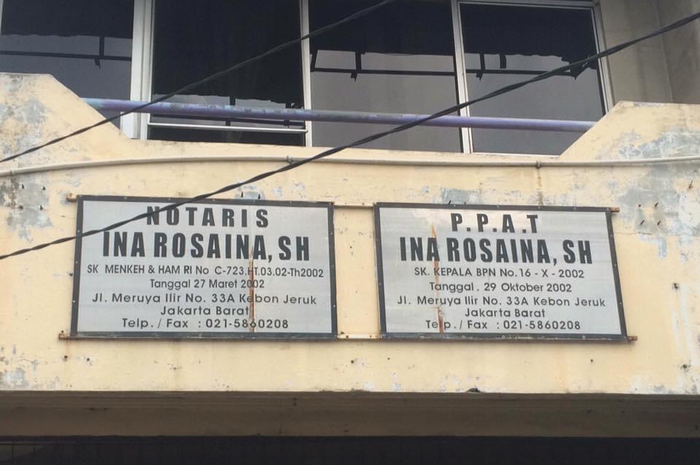 NOTARIS
INA ROSAINA, SH
SK MENKEH & HAM RI No C-723.HT.03.02-Th2002
Tanggal 27 Maret 2002
Jl. Meruya Ilir No. 33A Kebon Jeruk
Jakarta Barat
Telp. / Fax : 021-5860208
P.P.A.T
INA ROSAINA, SH
SK. KEPALA BPN No. 16 - X - 2002
Tanggal . 29 Oktober 2002
Jl. Meruya Ilir No. 33A Kebon Jeruk
Jakarta Barat
Telp. / Fax : 021-5860208